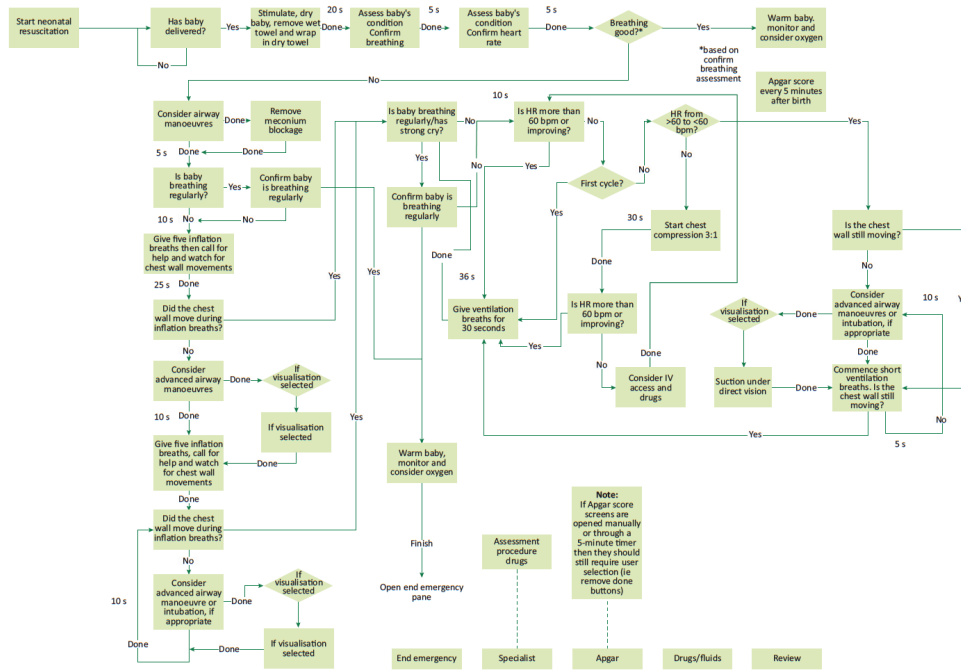 Start neonatal
resuscitation
Has baby
delivered?
Yes
No
Stimulate, dry
baby, remove wet
towel and wrap
in dry towel
20 s
Done
Assess baby's
condition
Confirm
breathing
5 s
Done
Assess baby's
condition
Confirm heart
rate
5 s
Done
Breathing
good?*
Yes
No
Warm baby.
monitor and
consider oxygen
*based on
confirm
breathing
assessment
Apgar score
every 5 minutes
after birth
Consider airway
manoeuvres
Done
Remove
meconium
blockage
5 s
Done
Done
Is baby
breathing
regularly?
Yes
Confirm baby
is breathing
regularly
No
No
10 s
Give five inflation
breaths then call for
help and watch for
chest wall movements
25 s
Done
Did the chest
wall move during
inflation breaths?
Yes
No
Consider
advanced airway
manoeuvres
Done
If
visualisation
selected
If visualisation
selected
10 s
Done
Done
Give five inflation
breaths, call for
help and watch
for chest wall
movements
Done
Did the chest
wall move during
inflation breaths?
Yes
No
Consider
advanced airway
manoeuvre or
intubation, if
appropriate
Done
If
visualisation
selected
If visualisation
selected
10 s
Done
Done
Yes
Is baby breathing
regularly/has
strong cry?
No
Yes
Confirm baby is
breathing
regularly
No
Done
10 s
Is HR more than
60 bpm or
improving?
No
Yes
First cycle?
Yes
No
HR from
>60 to <60
bpm?
Yes
No
Start chest
compression 3:1
30 s
Done
36 s
Give ventilation
breaths for
30 seconds
Is HR more than
60 bpm or
improving?
Yes
No
Done
Consider IV
access and
drugs
Is the chest
wall still
moving?
No
Y
Consider
advanced airway
manoeuvres or
intubation, if
appropriate
10 s
Done
If
visualisation
selected
Suction under
direct vision
Done
Done
Commence short
ventilation
breaths. Is the
chest wall still
moving?
Yes
No
5 s
Warm baby,
monitor and
consider oxygen
Finish
Open end emergency
pane
Assessment
procedure
drugs
Note:
If Apgar score
screens are
opened manually
or through a
5-minute timer
then they should
still require user
selection (ie
remove done
buttons)
End emergency
Specialist
Apgar
Drugs/fluids
Review